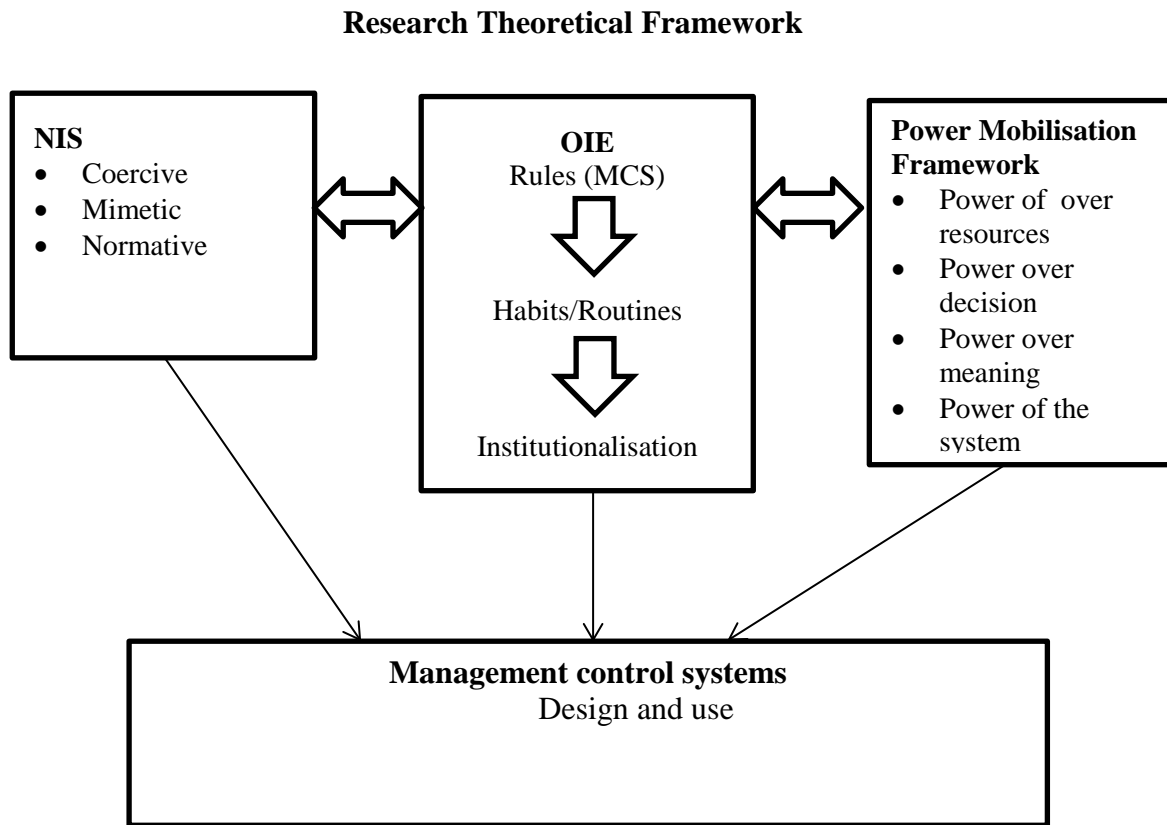 Research Theoretical Framework
NIS
• Coercive
• Mimetic
• Normative
OIE
Rules (MCS)
Habits/Routines
Institutionalisation
Power Mobilisation
Framework
• Power of over
resources
• Power over
decision
• Power over
meaning
• Power of the
system
Management control systems
Design and use